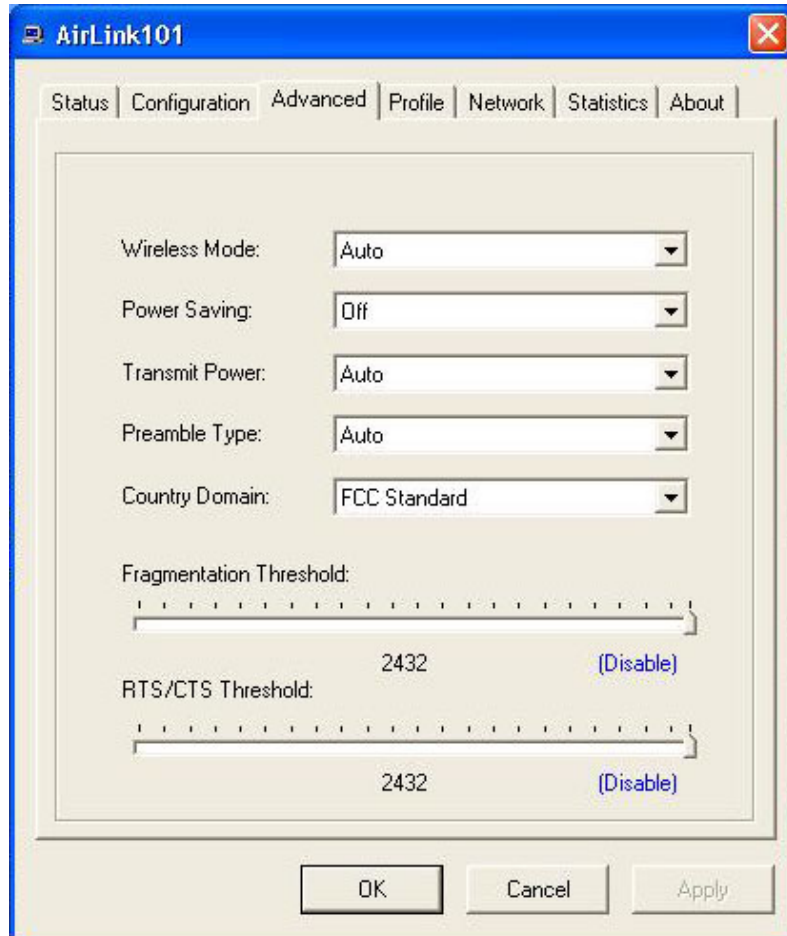 AirLink101
Status Configuration Advanced Profile Network Statistics About
Wireless Mode: Auto
Power Saving: Off
Transmit Power: Auto
Preamble Type: Auto
Country Domain: FCC Standard
Fragmentation Threshold:
2432 (Disable)
RTS/CTS Threshold:
2432 (Disable)
OK Cancel Apply